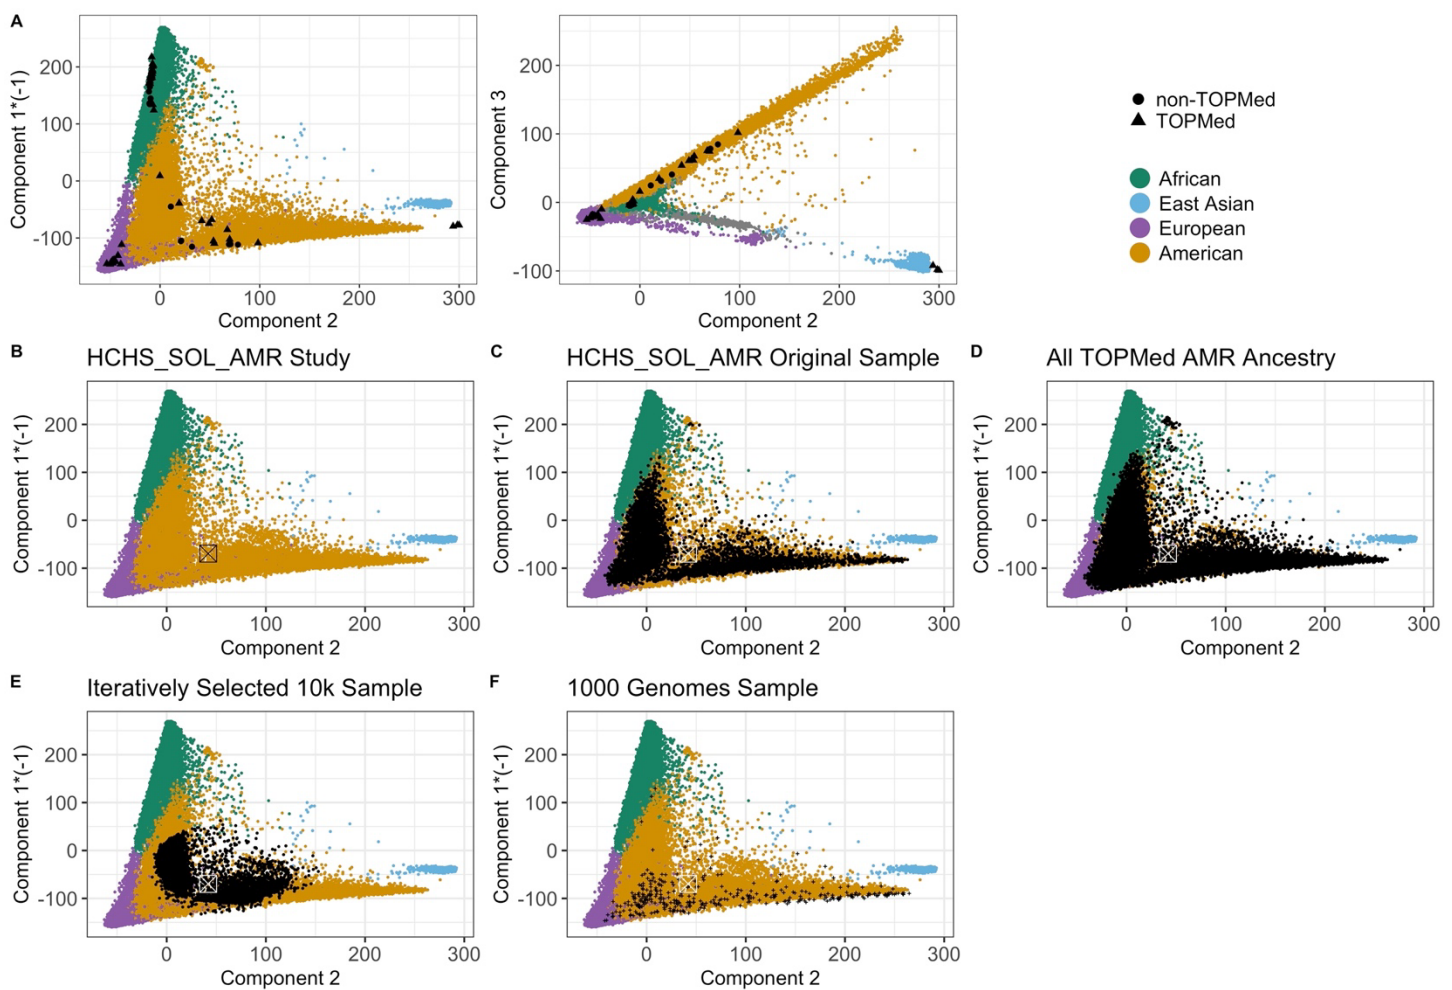 A
Component 1*(-1)
200
100
0
-100
0
100
200
300
Component 2
Component 3
200
100
0
-100
0
100
200
300
Component 2
non-TOPMed
TOPMed
African
East Asian
European
American
B
HCHS_SOL_AMR Study
Component 1*(-1)
200
100
0
-100
0
100
200
300
Component 2
C
HCHS_SOL_AMR Original Sample
Component 1*(-1)
200
100
0
-100
0
100
200
300
Component 2
D
All TOPMed AMR Ancestry
Component 1*(-1)
200
100
0
-100
0
100
200
300
Component 2
E
Iteratively Selected 10k Sample
Component 1*(-1)
200
100
0
-100
0
100
200
300
Component 2
F
1000 Genomes Sample
Component 1*(-1)
200
100
0
-100
0
100
200
300
Component 2